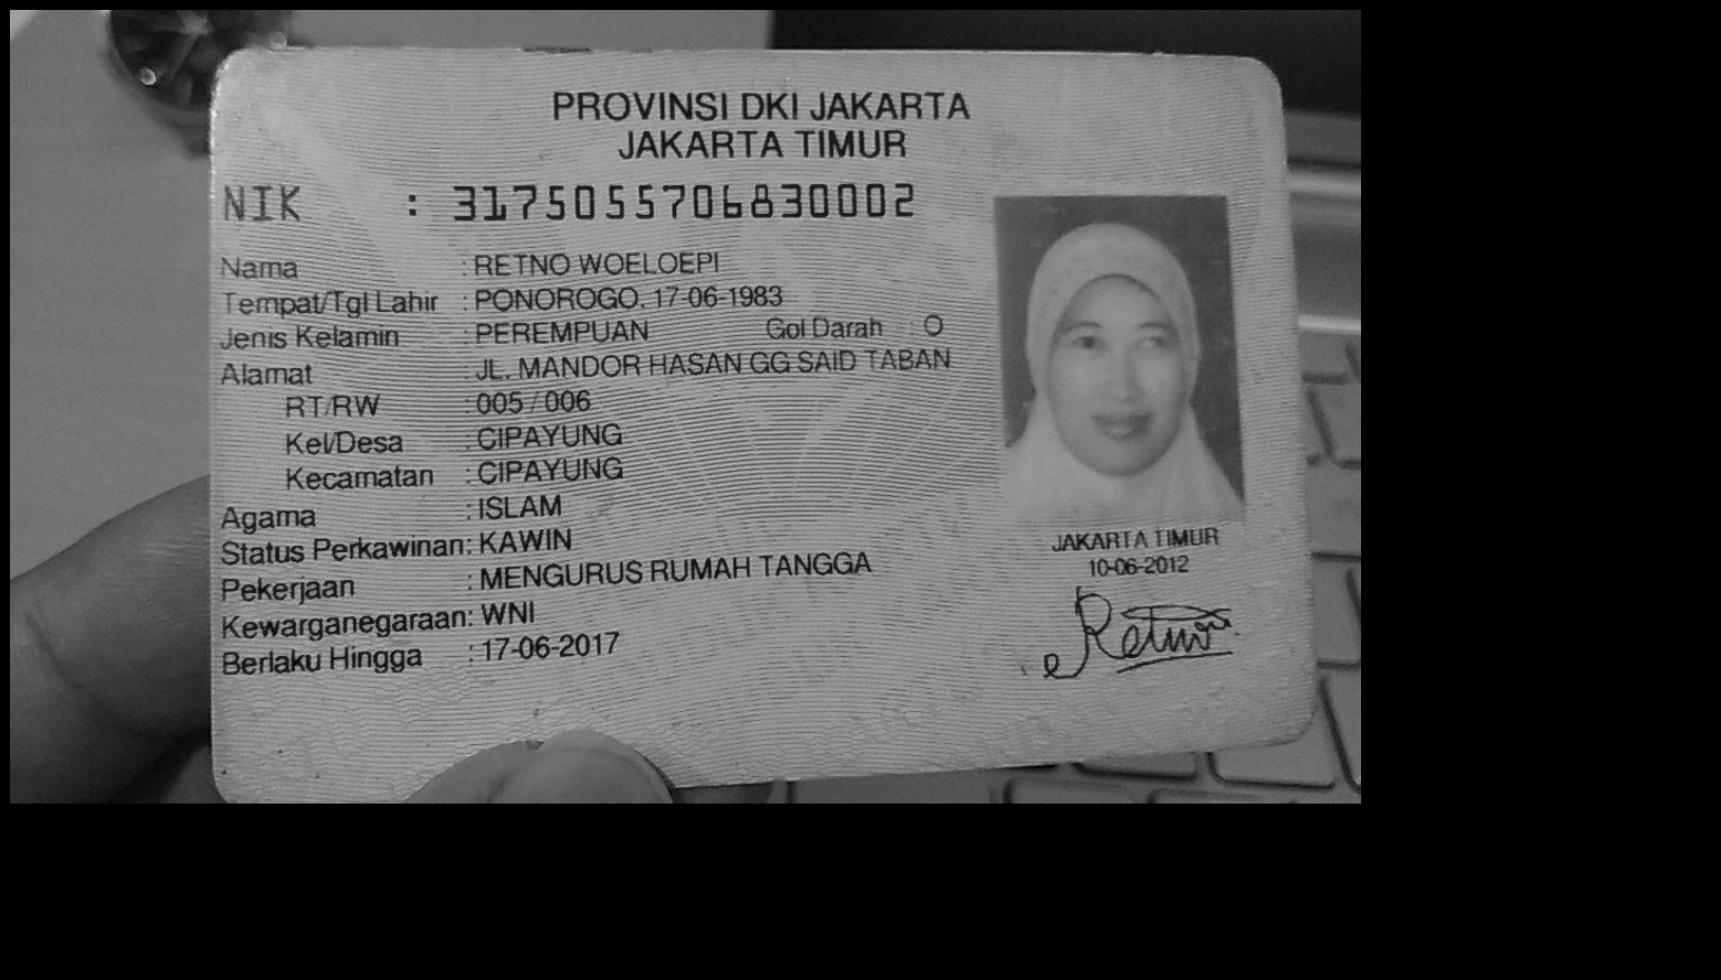 PROVINSI DKI JAKARTA
JAKARTA TIMUR
NIK : 3175055706830002
Nama : RETNO WOELOEPI
Tempat/Tgl Lahir : PONOROGO, 17-06-1983
Jenis Kelamin : PEREMPUAN Gol Darah : O
Alamat : JL. MANDOR HASAN GG SAID TABAN
RT/RW : 005 / 006
Kel/Desa : CIPAYUNG
Kecamatan : CIPAYUNG
Agama : ISLAM
Status Perkawinan: KAWIN
Pekerjaan : MENGURUS RUMAH TANGGA
Kewarganegaraan: WNI
Berlaku Hingga : 17-06-2017
JAKARTA TIMUR
10-06-2012
Retno